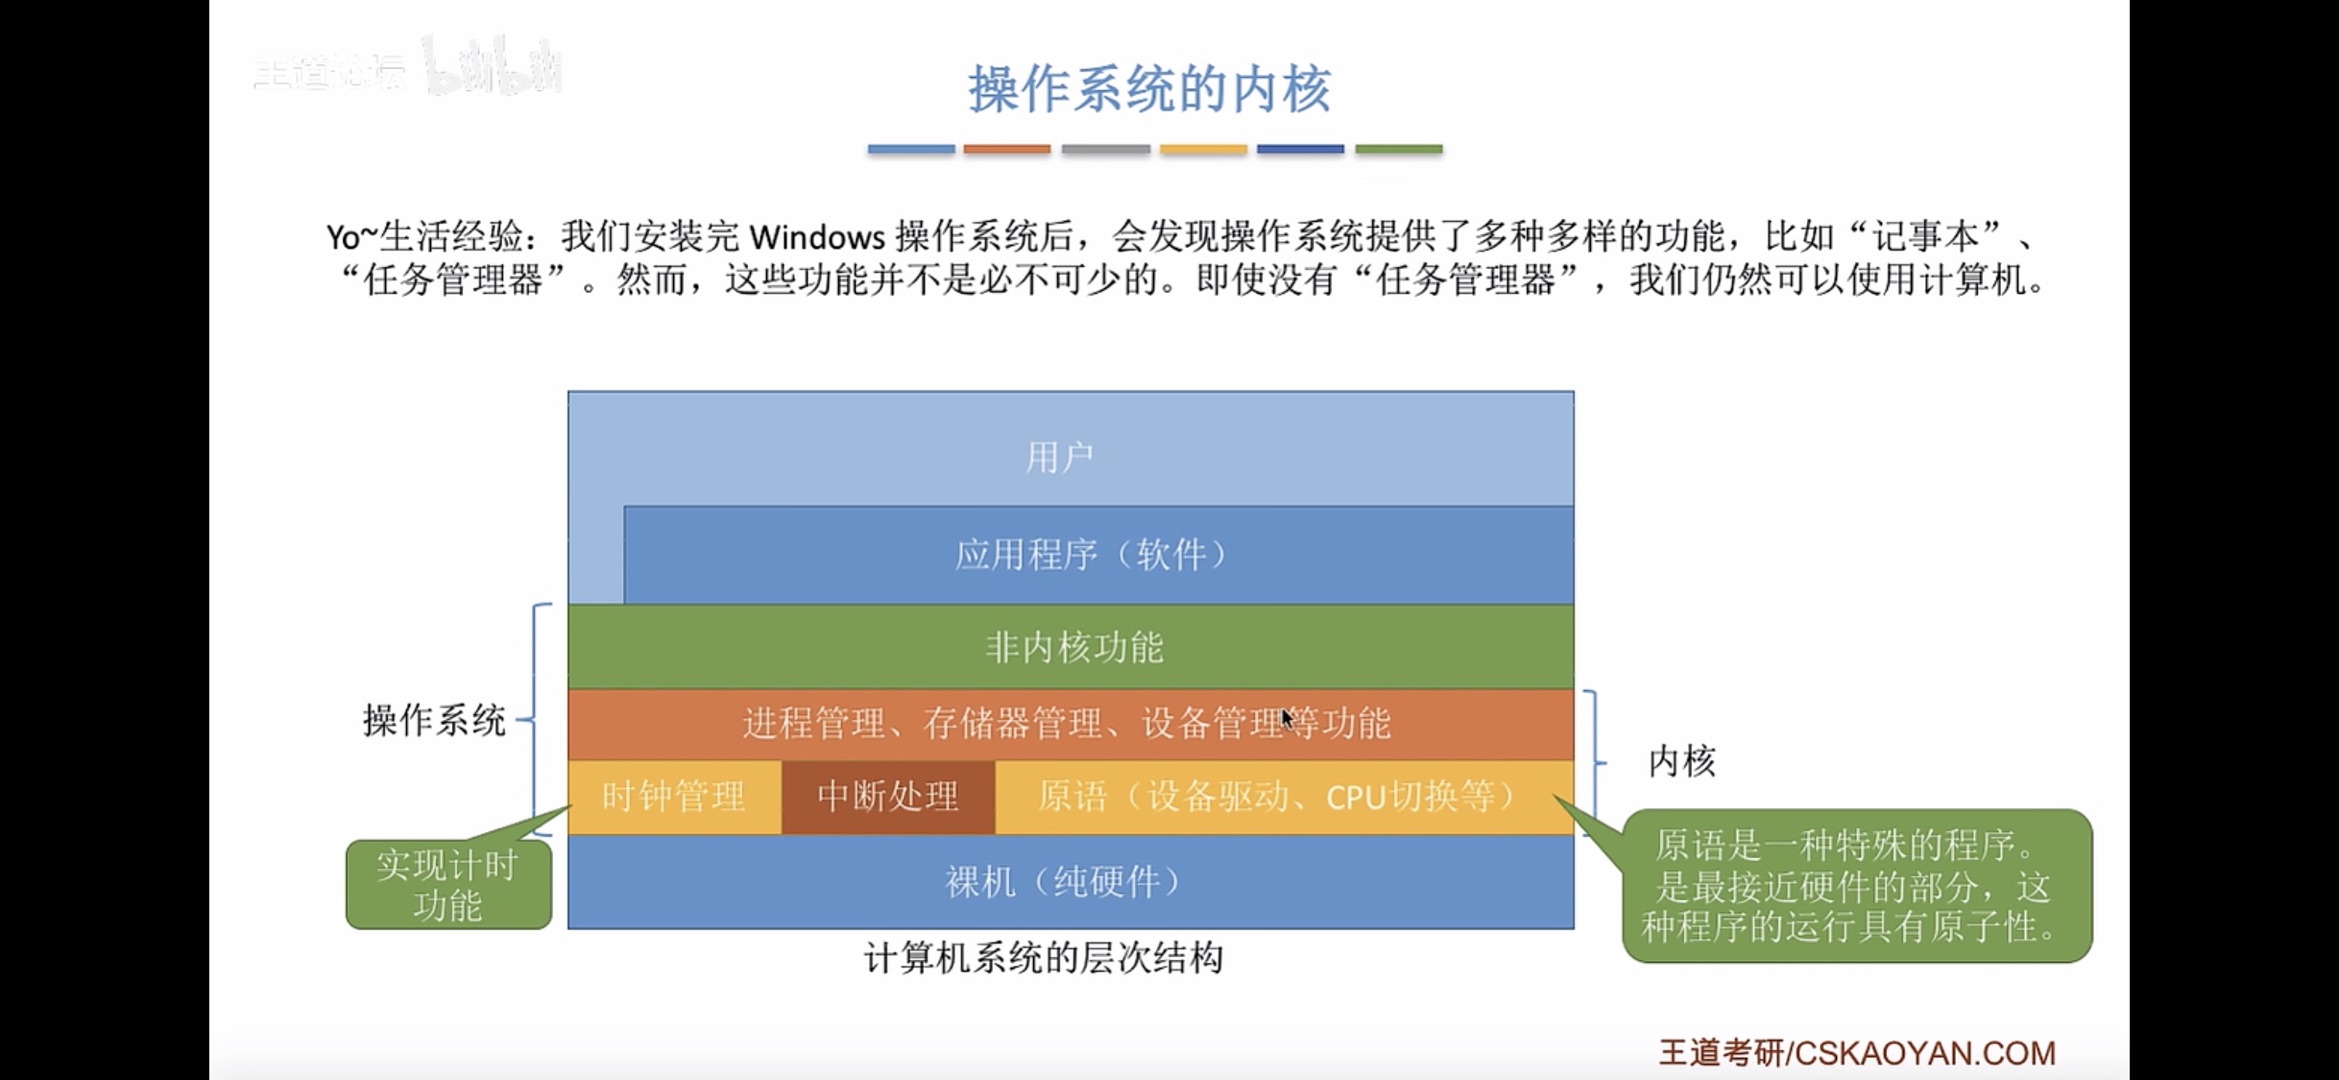 王道论坛 bilibili
操作系统的内核
Yo~生活经验：我们安装完 Windows 操作系统后，会发现操作系统提供了多种多样的功能，比如“记事本”、
“任务管理器”。然而，这些功能并不是必不可少的。即使没有“任务管理器”，我们仍然可以使用计算机。
用户
应用程序（软件）
非内核功能
操作系统
进程管理、存储器管理、设备管理等功能
内核
时钟管理
中断处理
原语（设备驱动、CPU切换等）
实现计时
功能
原语是一种特殊的程序。
是最接近硬件的部分，这
种程序的运行具有原子性。
裸机（纯硬件）
计算机系统的层次结构
王道考研/CSKAOYAN.COM